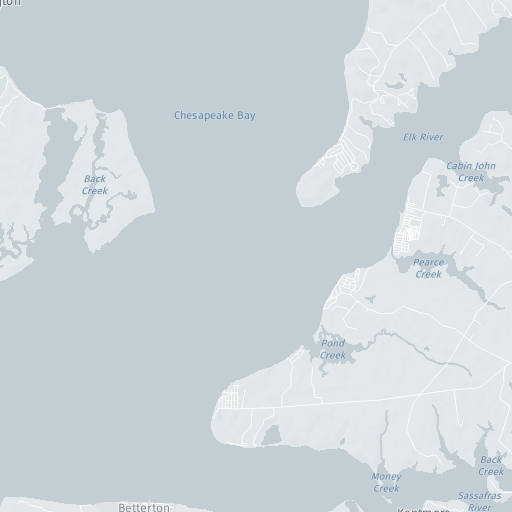 Chesapeake Bay
Elk River
Cabin John
Creek
Back
Creek
Pearce
Creek
Pond
Creek
Back
Creek
Money
Creek
Sassafras
River
Betterton